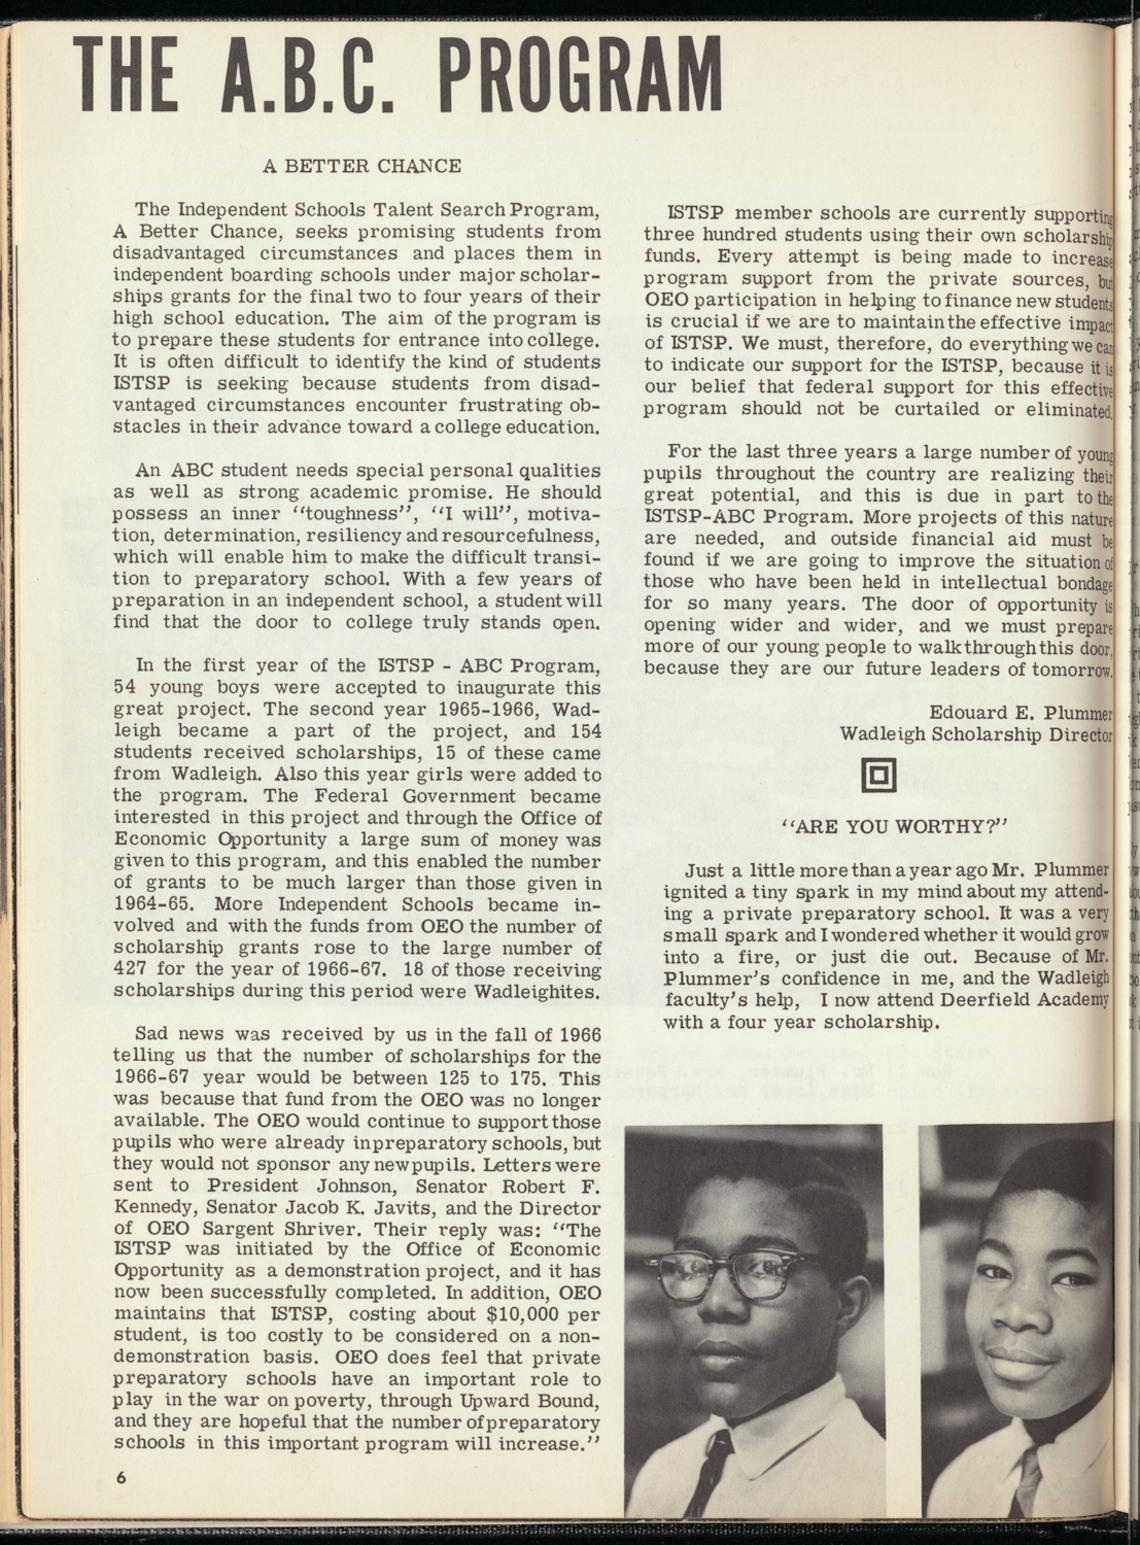 THE A.B.C. PROGRAM
A BETTER CHANCE
The Independent Schools Talent Search Program,
A Better Chance, seeks promising students from
disadvantaged circumstances and places them in
independent boarding schools under major scholar-
ships grants for the final two to four years of their
high school education. The aim of the program is
to prepare these students for entrance into college.
It is often difficult to identify the kind of students
ISTSP is seeking because students from disad-
vantaged circumstances encounter frustrating ob-
stacles in their advance toward a college education.
An ABC student needs special personal qualities
as well as strong academic promise. He should
possess an inner "toughness", "I will", motiva-
tion, determination, resiliency and resourcefulness,
which will enable him to make the difficult transi-
tion to preparatory school. With a few years of
preparation in an independent school, a student will
find that the door to college truly stands open.
In the first year of the ISTSP - ABC Program,
54 young boys were accepted to inaugurate this
great project. The second year 1965-1966, Wad-
leigh became a part of the project, and 154
students received scholarships, 15 of these came
from Wadleigh. Also this year girls were added to
the program. The Federal Government became
interested in this project and through the Office of
Economic Opportunity a large sum of money was
given to this program, and this enabled the number
of grants to be much larger than those given in
1964-65. More Independent Schools became in-
volved and with the funds from OEO the number of
scholarship grants rose to the large number of
427 for the year of 1966-67. 18 of those receiving
scholarships during this period were Wadleighites.
Sad news was received by us in the fall of 1966
telling us that the number of scholarships for the
1966-67 year would be between 125 to 175. This
was because that fund from the OEO was no longer
available. The OEO would continue to support those
pupils who were already in preparatory schools, but
they would not sponsor any new pupils. Letters were
sent to President Johnson, Senator Robert F.
Kennedy, Senator Jacob K. Javits, and the Director
of OEO Sargent Shriver. Their reply was: "The
ISTSP was initiated by the Office of Economic
Opportunity as a demonstration project, and it has
now been successfully completed. In addition, OEO
maintains that ISTSP, costing about $10,000 per
student, is too costly to be considered on a non-
demonstration basis. OEO does feel that private
preparatory schools have an important role to
play in the war on poverty, through Upward Bound,
and they are hopeful that the number of preparatory
schools in this important program will increase."
6
ISTSP member schools are currently supporting
three hundred students using their own scholarship
funds. Every attempt is being made to increase
program support from the private sources, but
OEO participation in helping to finance new students
is crucial if we are to maintain the effective impact
of ISTSP. We must, therefore, do everything we can
to indicate our support for the ISTSP, because it is
our belief that federal support for this effective
program should not be curtailed or eliminated.
For the last three years a large number of young
pupils throughout the country are realizing their
great potential, and this is due in part to the
ISTSP-ABC Program. More projects of this nature
are needed, and outside financial aid must be
found if we are going to improve the situation of
those who have been held in intellectual bondage
for so many years. The door of opportunity is
opening wider and wider, and we must prepare
more of our young people to walk through this door,
because they are our future leaders of tomorrow.
Edouard E. Plummer
Wadleigh Scholarship Director
"ARE YOU WORTHY?"
Just a little more than a year ago Mr. Plummer
ignited a tiny spark in my mind about my attend-
ing a private preparatory school. It was a very
small spark and I wondered whether it would grow
into a fire, or just die out. Because of Mr.
Plummer's confidence in me, and the Wadleigh
faculty's help, I now attend Deerfield Academy
with a four year scholarship.